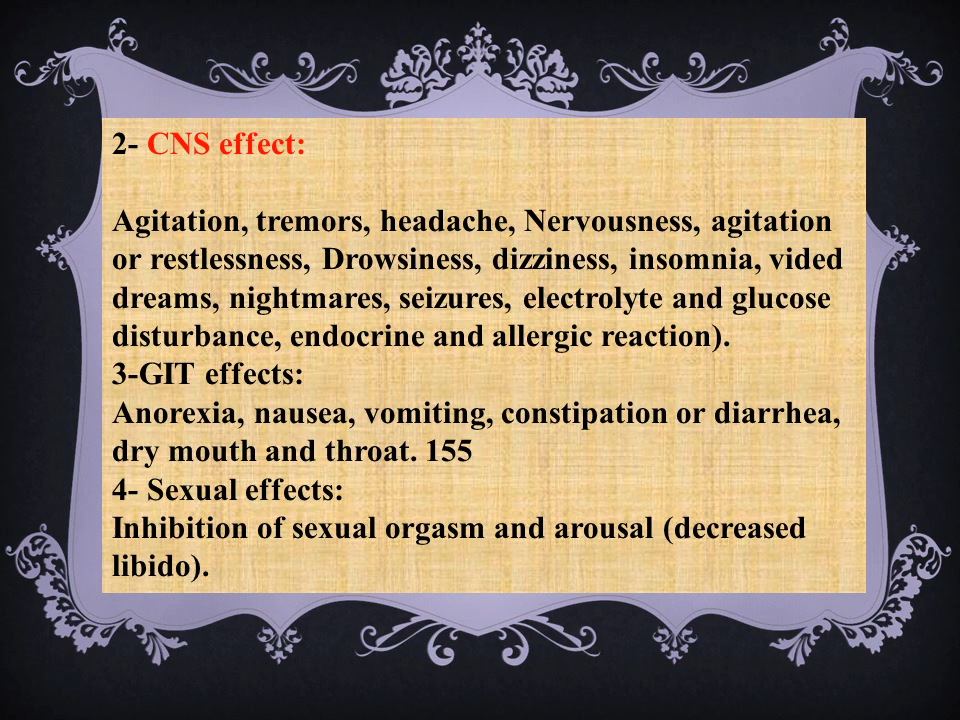 2- CNS effect:
Agitation, tremors, headache, Nervousness, agitation
or restlessness, Drowsiness, dizziness, insomnia, vided
dreams, nightmares, seizures, electrolyte and glucose
disturbance, endocrine and allergic reaction).
3-GIT effects:
Anorexia, nausea, vomiting, constipation or diarrhea,
dry mouth and throat. 155
4- Sexual effects:
Inhibition of sexual orgasm and arousal (decreased
libido).